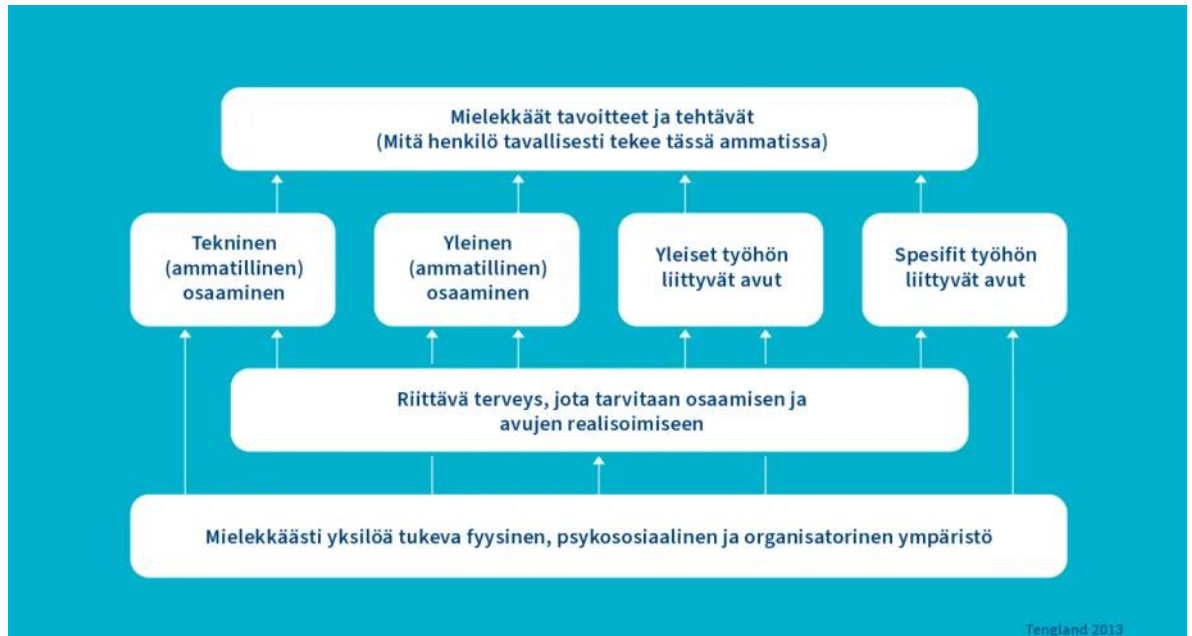 Mielekkäät tavoitteet ja tehtävät
(Mitä henkilö tavallisesti tekee tässä ammatissa)
Tekninen
(ammatillinen)
osaaminen
Yleinen
(ammatillinen)
osaaminen
Yleiset työhön
liittyvät avut
Spesifit työhön
liittyvät avut
Riittävä terveys, jota tarvitaan osaamisen ja
avujen realisoimiseen
Mielekkäästi yksilöä tukeva fyysinen, psykososiaalinen ja organisatorinen ympäristö
Tengland 2013